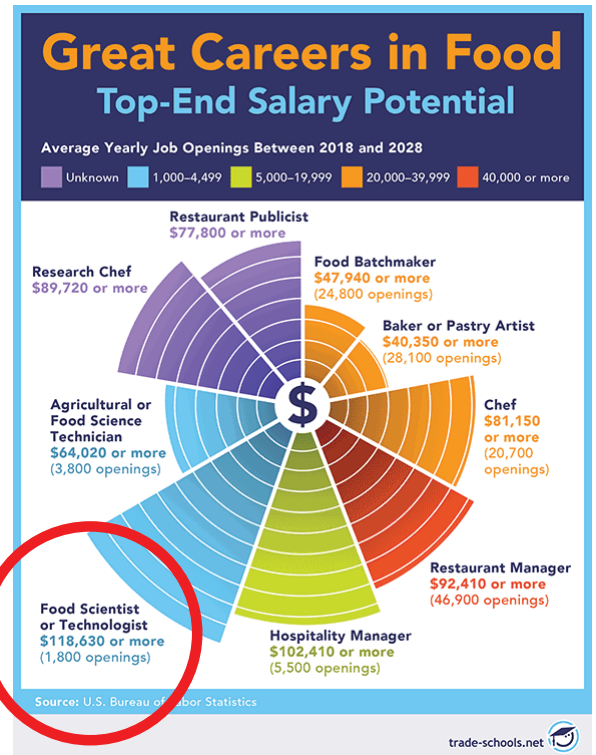 Great Careers in Food
Top-End Salary Potential
Average Yearly Job Openings Between 2018 and 2028
Unknown
1,000–4,499
5,000–19,999
20,000–39,999
40,000 or more
Restaurant Publicist
$77,800 or more
Food Batchmaker
$47,940 or more
(24,800 openings)
Research Chef
$89,720 or more
Baker or Pastry Artist
$40,350 or more
(28,100 openings)
$
Agricultural or
Food Science
Technician
$64,020 or more
(3,800 openings)
Chef
$81,150
or more
(20,700
openings)
Restaurant Manager
$92,410 or more
(46,900 openings)
Food Scientist
or Technologist
$118,630 or more
(1,800 openings)
Hospitality Manager
$102,410 or more
(5,500 openings)
Source: U.S. Bureau of Labor Statistics
trade-schools.net